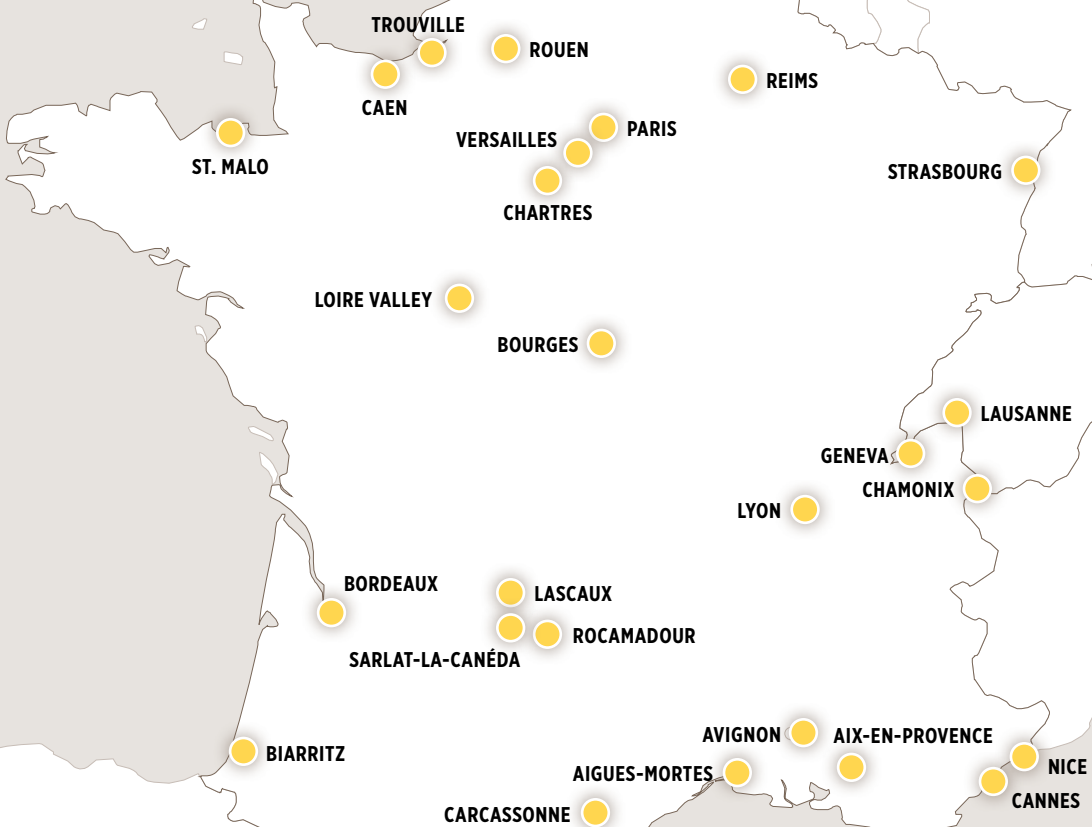 TROUVILLE
ROUEN
REIMS
CAEN
PARIS
VERSAILLES
ST. MALO
STRASBOURG
CHARTRES
LOIRE VALLEY
BOURGES
LAUSANNE
GENEVA
CHAMONIX
LYON
BORDEAUX
LASCAUX
ROCAMADOUR
SARLAT-LA-CANÉDA
AVIGNON
AIX-EN-PROVENCE
BIARRITZ
NICE
AIGUES-MORTES
CANNES
CARCASSONNE